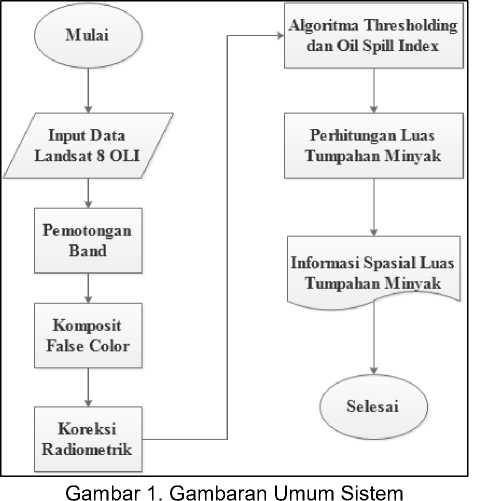 Mulai
Input Data
Landsat 8 OLI
Pemotongan
Band
Komposit
False Color
Koreksi
Radiometrik
Algoritma Thresholding
dan Oil Spill Index
Perhitungan Luas
Tumpahan Minyak
Informasi Spasial Luas
Tumpahan Minyak
Selesai
Gambar 1. Gambaran Umum Sistem